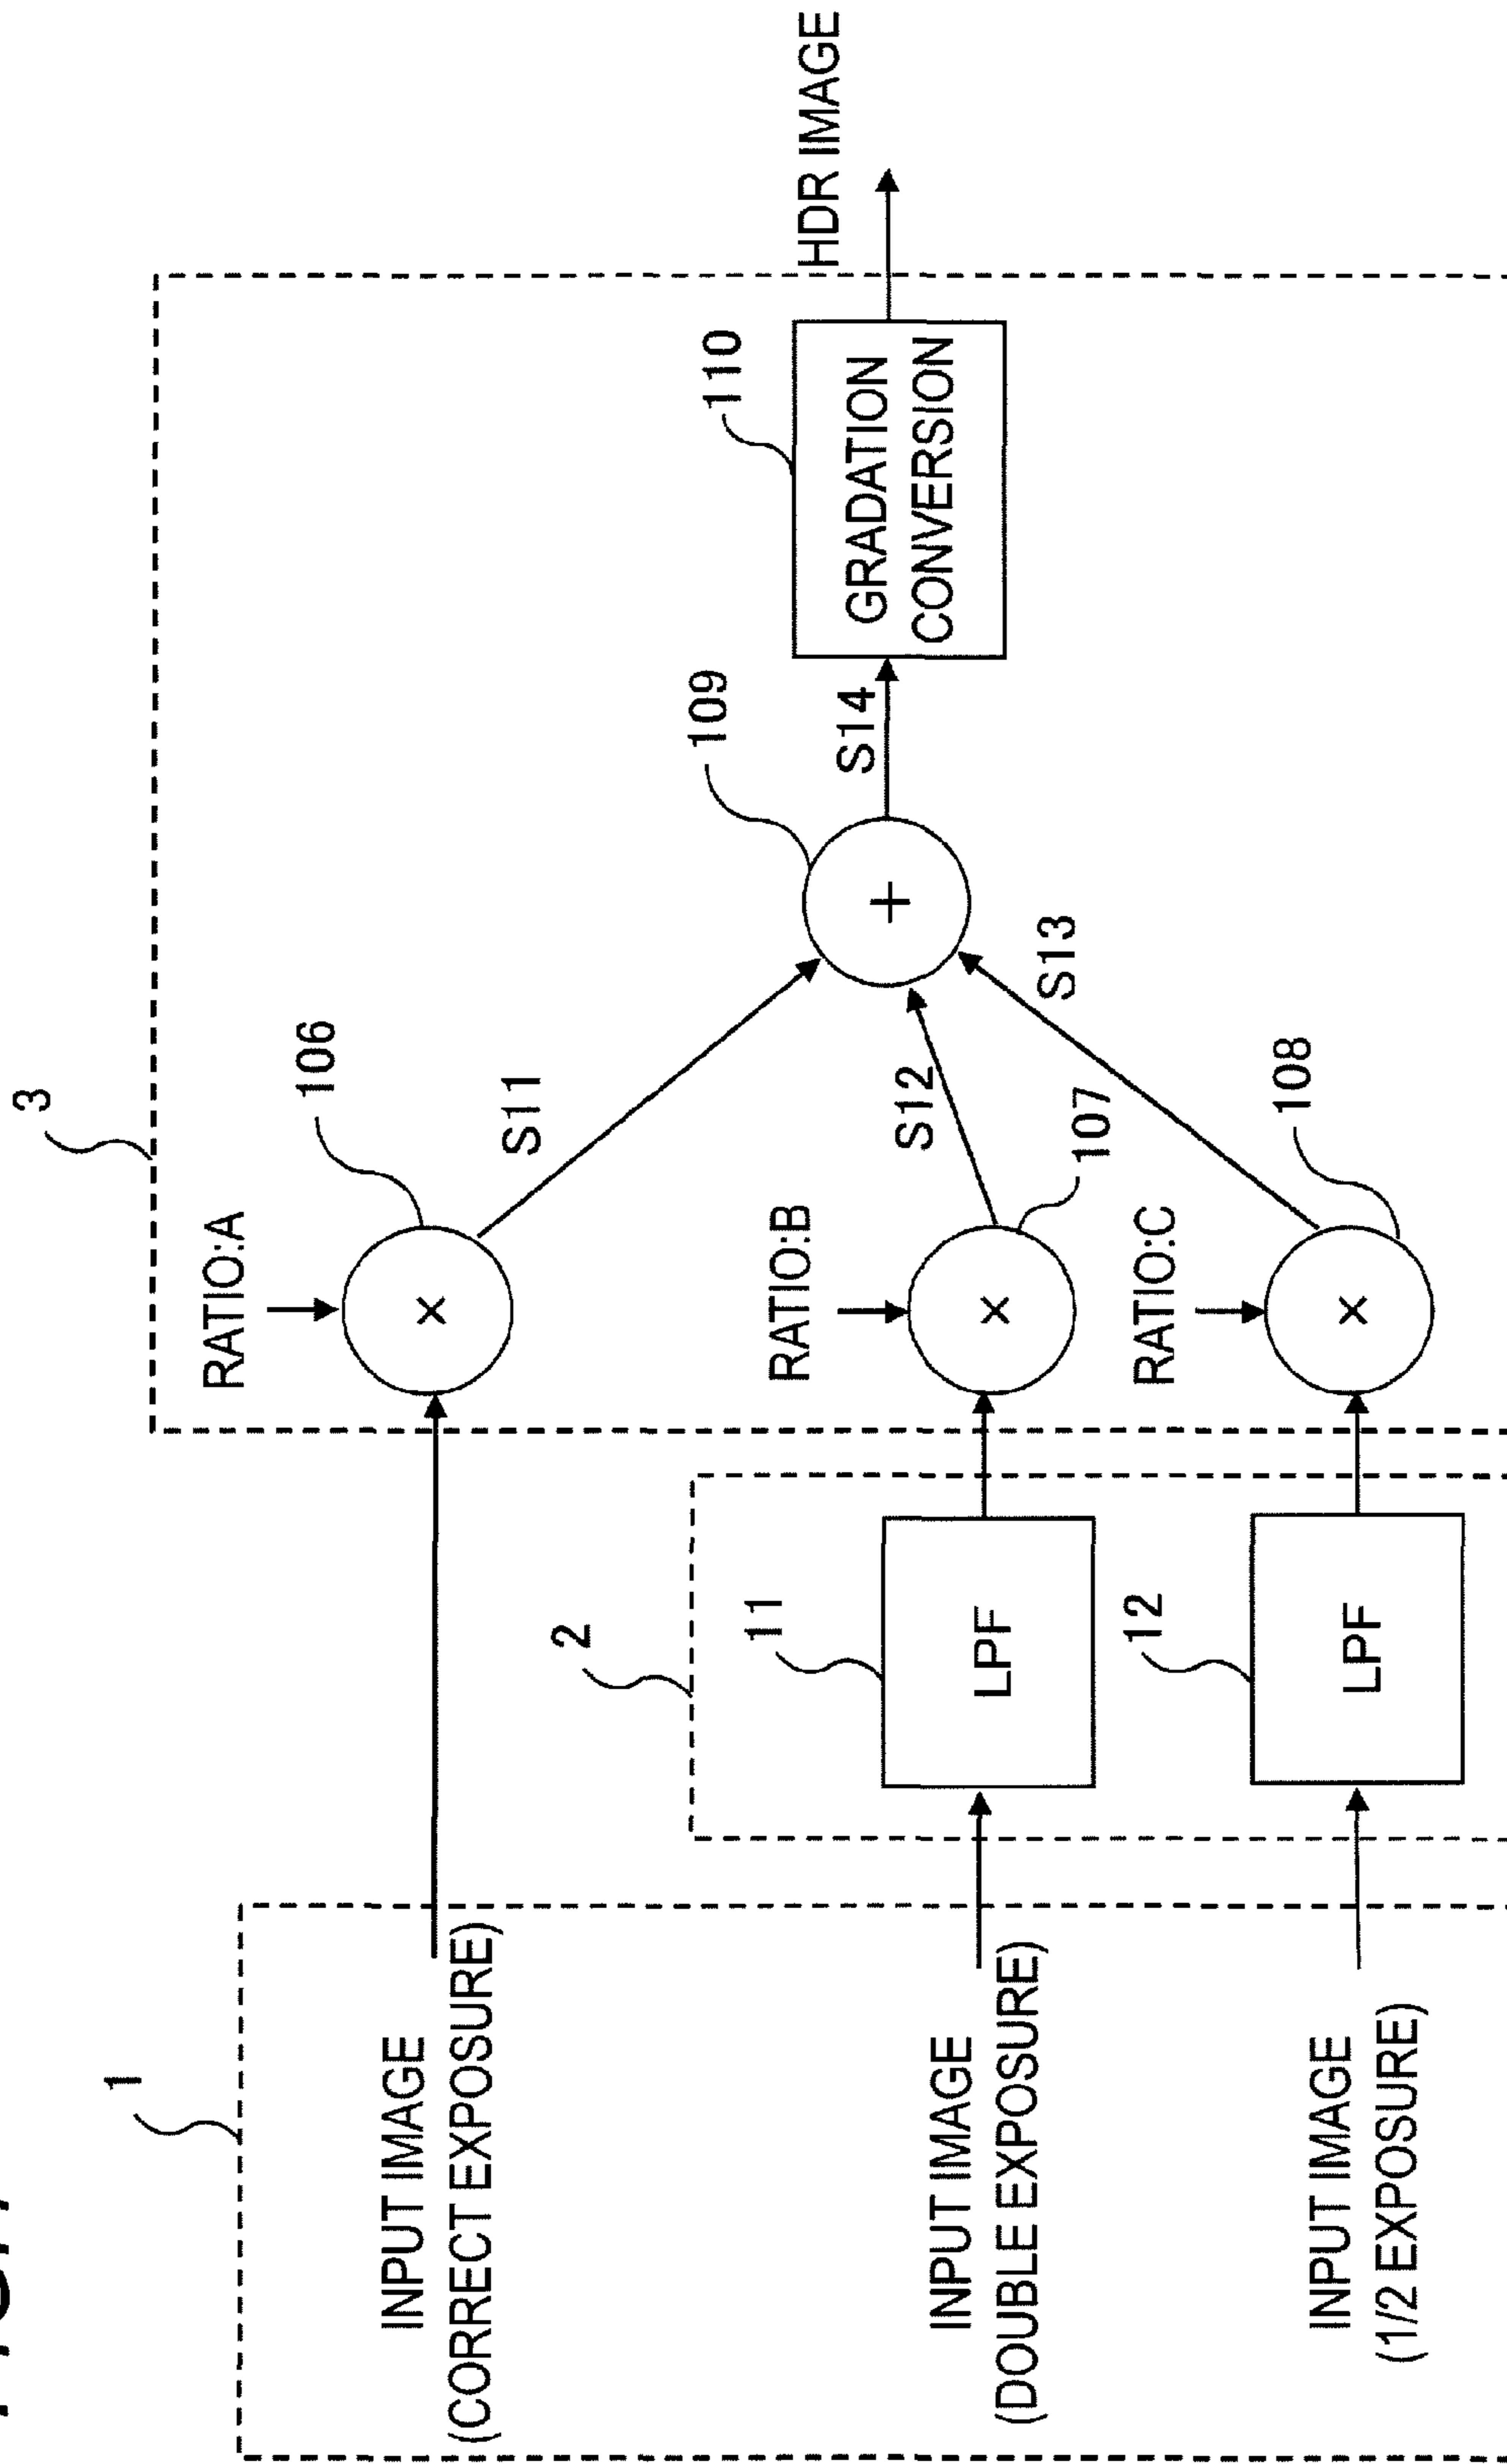 3
RATIO:A
106
S11
109
110
HDR IMAGE
×
1
INPUT IMAGE
(CORRECT EXPOSURE)
2
RATIO:B
S12
+
S14
GRADATION
CONVERSION
11
LPF
×
107
INPUT IMAGE
(DOUBLE EXPOSURE)
S13
RATIO:C
12
LPF
×
108
INPUT IMAGE
(1/2 EXPOSURE)